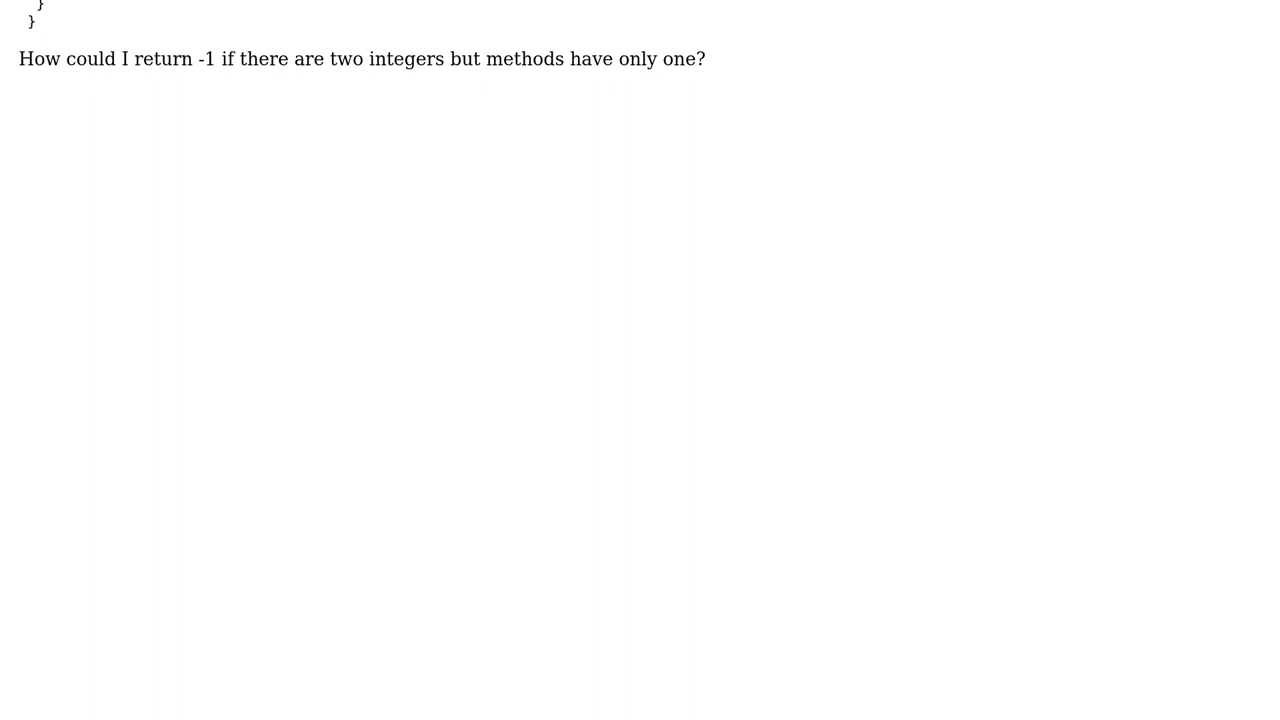 }
}
How could I return -1 if there are two integers but methods have only one?